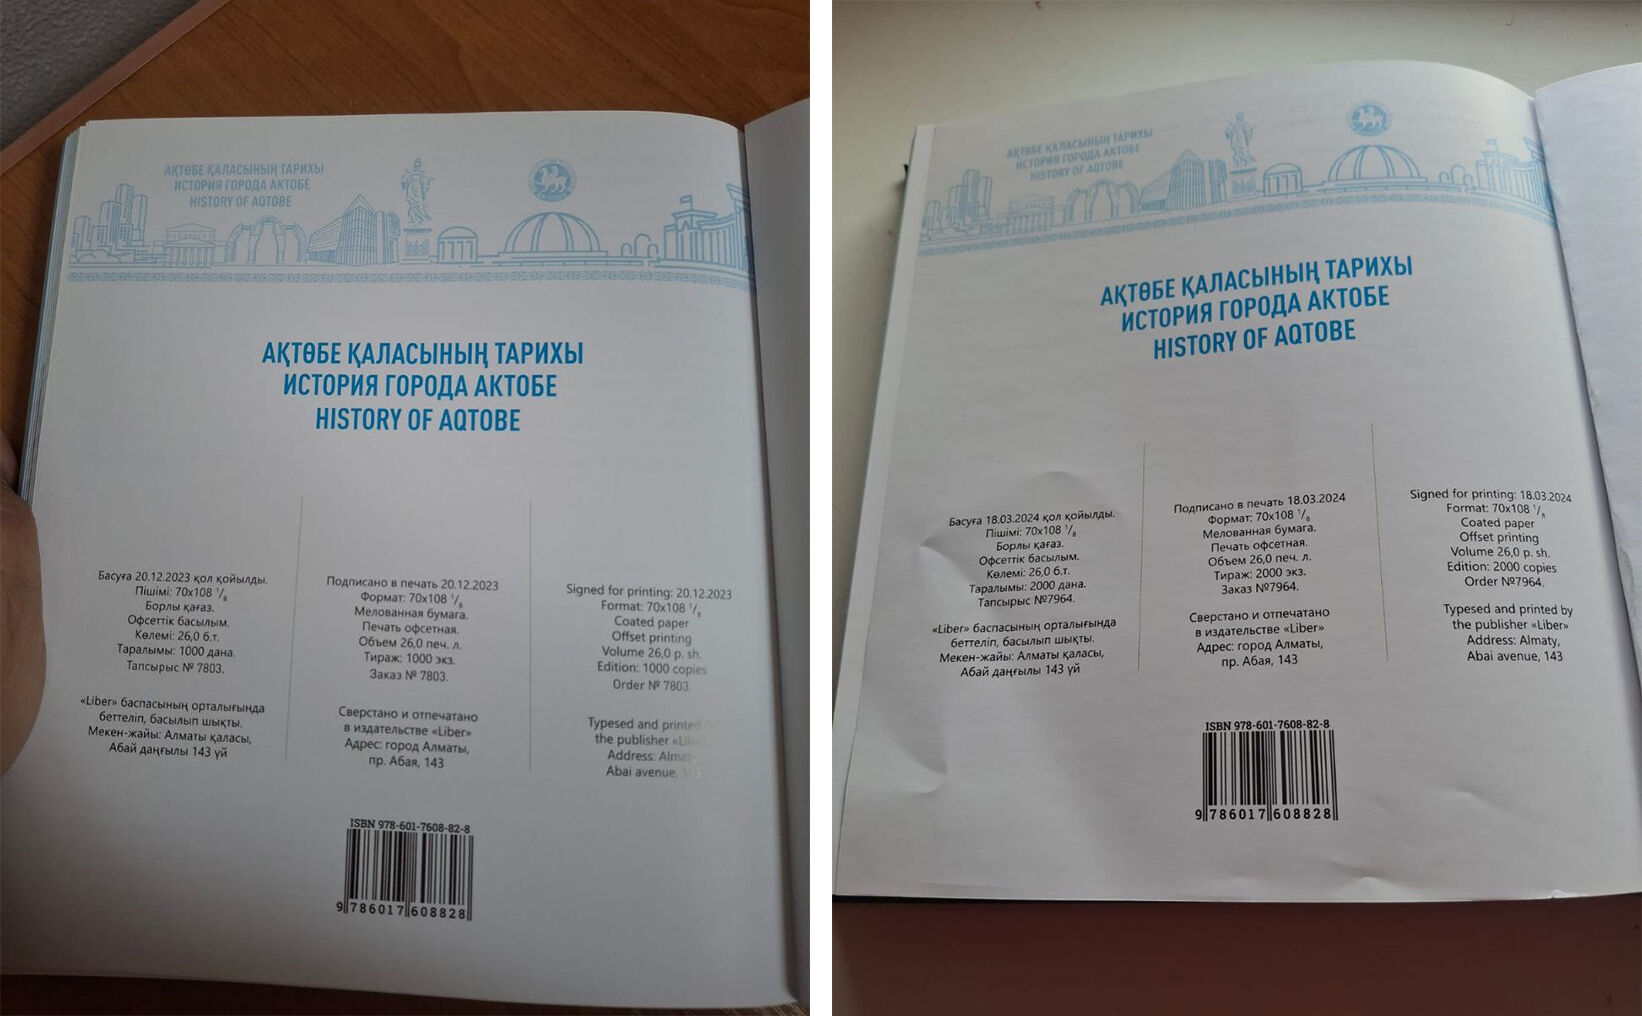 АҚТӨБЕ ҚАЛАСЫНЫҢ ТАРИХЫ
ИСТОРИЯ ГОРОДА АКТОБЕ
HISTORY OF AQTOBE
АҚТӨБЕ ҚАЛАСЫНЫҢ ТАРИХЫ
ИСТОРИЯ ГОРОДА АКТОБЕ
HISTORY OF AQTOBE
Басуға 20.12.2023 қол қойылды.
Пішімі: 70x108 1/8
Борлы қағаз.
Офсеттік басылым.
Көлемі: 26,0 б.т.
Таралымы: 1000 дана.
Тапсырыс № 7803.
«Liber» баспасының орталығында
беттеліп, басылып шықты.
Мекен-жайы: Алматы қаласы,
Абай даңғылы 143 үй
Подписано в печать 20.12.2023
Формат: 70x108 1/8
Мелованная бумага.
Печать офсетная.
Объем 26,0 печ. л.
Тираж: 1000 экз.
Заказ № 7803.
Сверстано и отпечатано
в издательстве «Liber»
Адрес: город Алматы,
пр. Абая, 143
Signed for printing: 20.12.2023
Format: 70x108 1/8
Coated paper
Offset printing
Volume 26,0 p. sh.
Edition: 1000 copies
Order № 7803.
Typesed and printed
the publisher
Address:
Abai avenue,
ISBN 978-601-7608-82-8
9 786017 608828
АҚТӨБЕ ҚАЛАСЫНЫҢ ТАРИХЫ
ИСТОРИЯ ГОРОДА АКТОБЕ
HISTORY OF AQTOBE
АҚТӨБЕ ҚАЛАСЫНЫҢ ТАРИХЫ
ИСТОРИЯ ГОРОДА АКТОБЕ
HISTORY OF AQTOBE
Басуға 18.03.2024 қол қойылды.
Пішімі: 70x108 1/8
Борлы қағаз.
Офсеттік басылым.
Көлемі: 26,0 б.т.
Таралымы: 2000 дана.
Тапсырыс №7964.
«Liber» баспасының орталығында
беттеліп, басылып шықты.
Мекен-жайы: Алматы қаласы,
Абай даңғылы 143 үй
Подписано в печать 18.03.2024
Формат: 70x108 1/8
Мелованная бумага.
Печать офсетная.
Объем 26,0 печ. л.
Тираж: 2000 экз.
Заказ №7964.
Сверстано и отпечатано
в издательстве «Liber»
Адрес: город Алматы,
пр. Абая, 143
Signed for printing: 18.03.2024
Format: 70x108 1/8
Coated paper
Offset printing
Volume 26,0 p. sh.
Edition: 2000 copies
Order №7964.
Typesed and printed by
the publisher «Liber»
Address: Almaty,
Abai avenue, 143
ISBN 978-601-7608-82-8
9 786017 608828